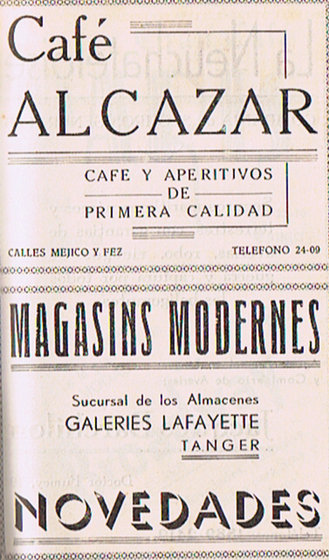 Café
ALCAZAR
CAFE Y APERITIVOS
DE
PRIMERA CALIDAD
CALLES MEJICO Y FEZ TELEFONO 24-09
MAGASINS MODERNES
Sucursal de los Almacenes
GALERIES LAFAYETTE
TANGER
NOVEDADES